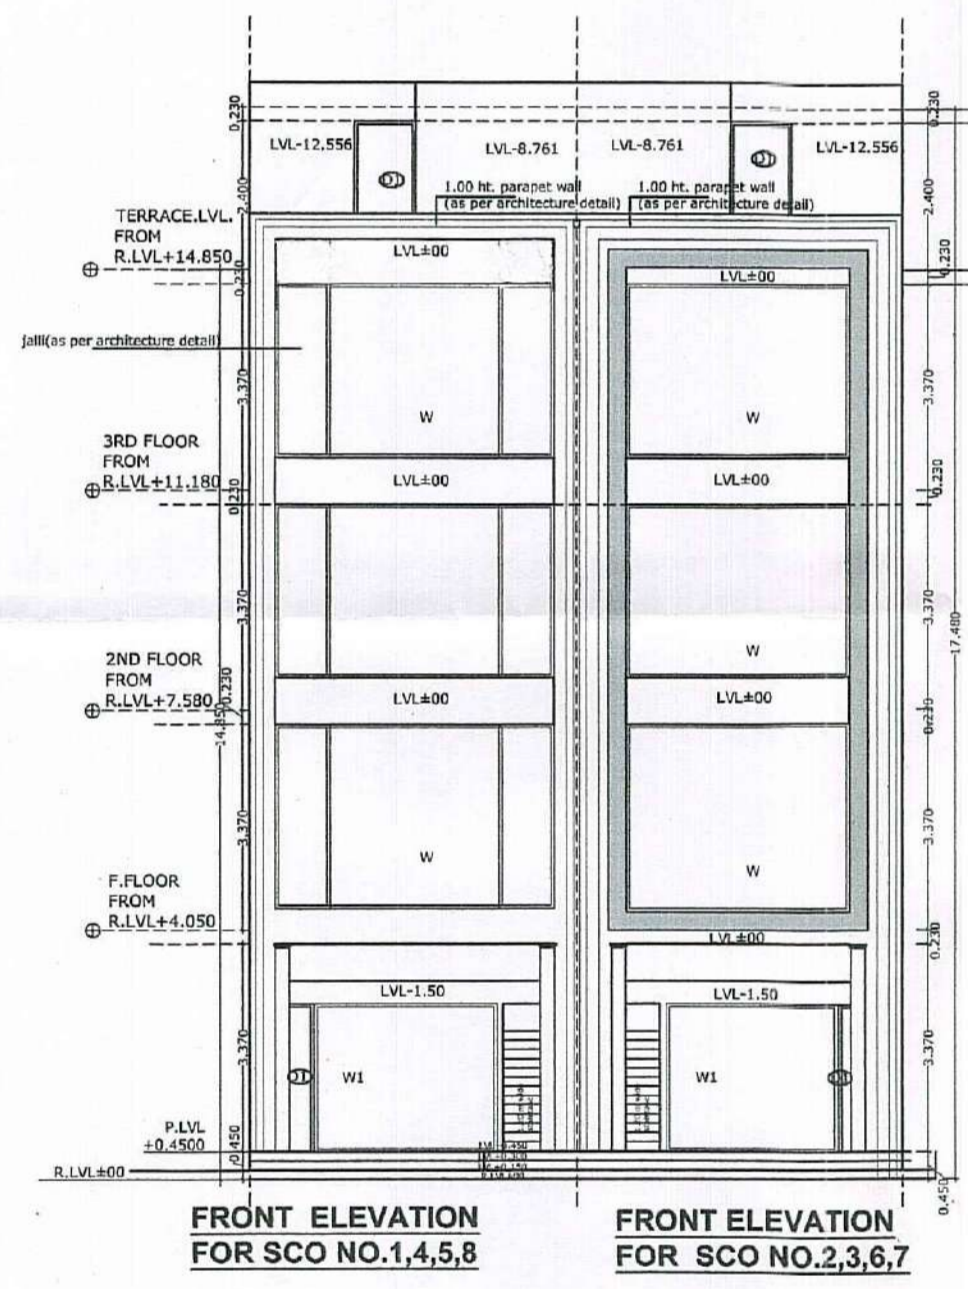 0.230
0.230
LVL-12.556
LVL-8.761
LVL-8.761
LVL-12.556
1.00 ht. parapet wall
(as per architecture detail)
1.00 ht. parapet wall
(as per architecture detail)
2.400
2.400
TERRACE.LVL.
FROM
R.LVL+14.850
LVL±00
LVL±00
0.230
0.230
jalli(as per architecture detail)
3.370
3.370
W
W
3RD FLOOR
FROM
R.LVL+11.180
LVL±00
LVL±00
0.230
0.230
3.370
3.370
17.480
W
2ND FLOOR
FROM
R.LVL+7.580
0.230
14.850
LVL±00
LVL±00
0.230
3.370
3.370
W
W
F.FLOOR
FROM
R.LVL+4.050
LVL±00
0.230
LVL-1.50
LVL-1.50
3.370
3.370
W1
W1
P.LVL
+0.4500
0.450
R.LVL±00
0.450
FRONT ELEVATION
FOR SCO NO.1,4,5,8
FRONT ELEVATION
FOR SCO NO.2,3,6,7